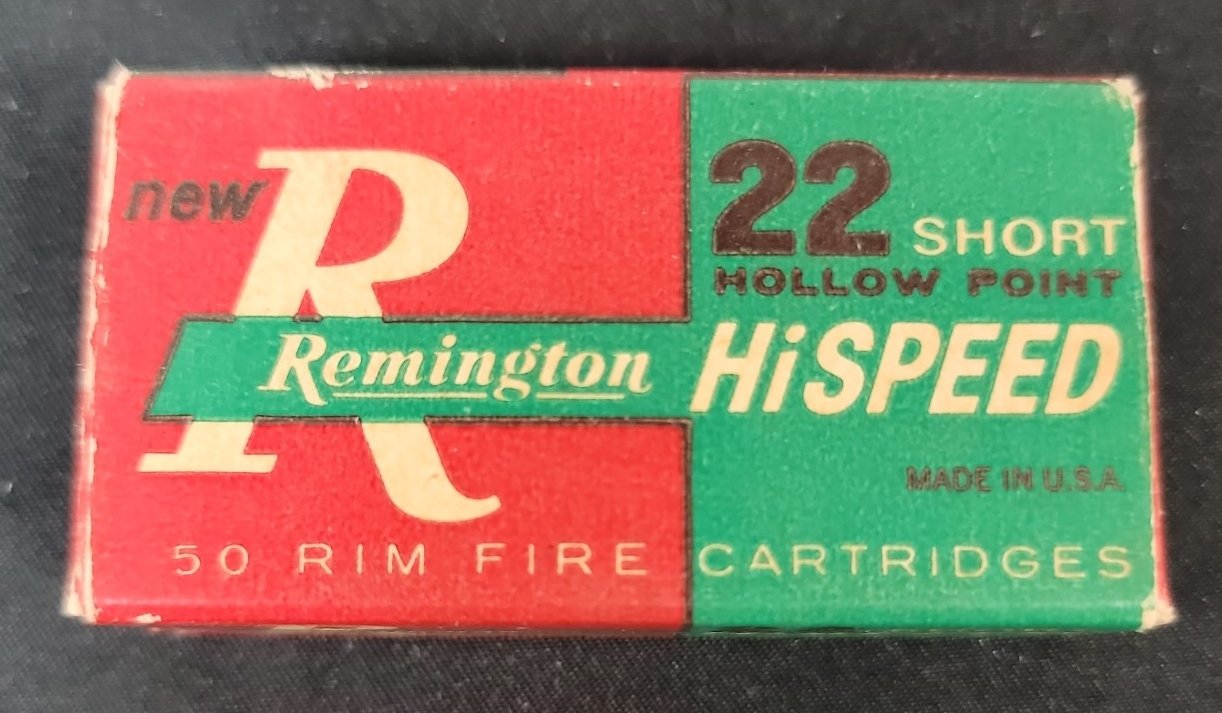 new
R
22 SHORT
HOLLOW POINT
Remington HiSPEED
MADE IN U.S.A.
50 RIM FIRE CARTRIDGES